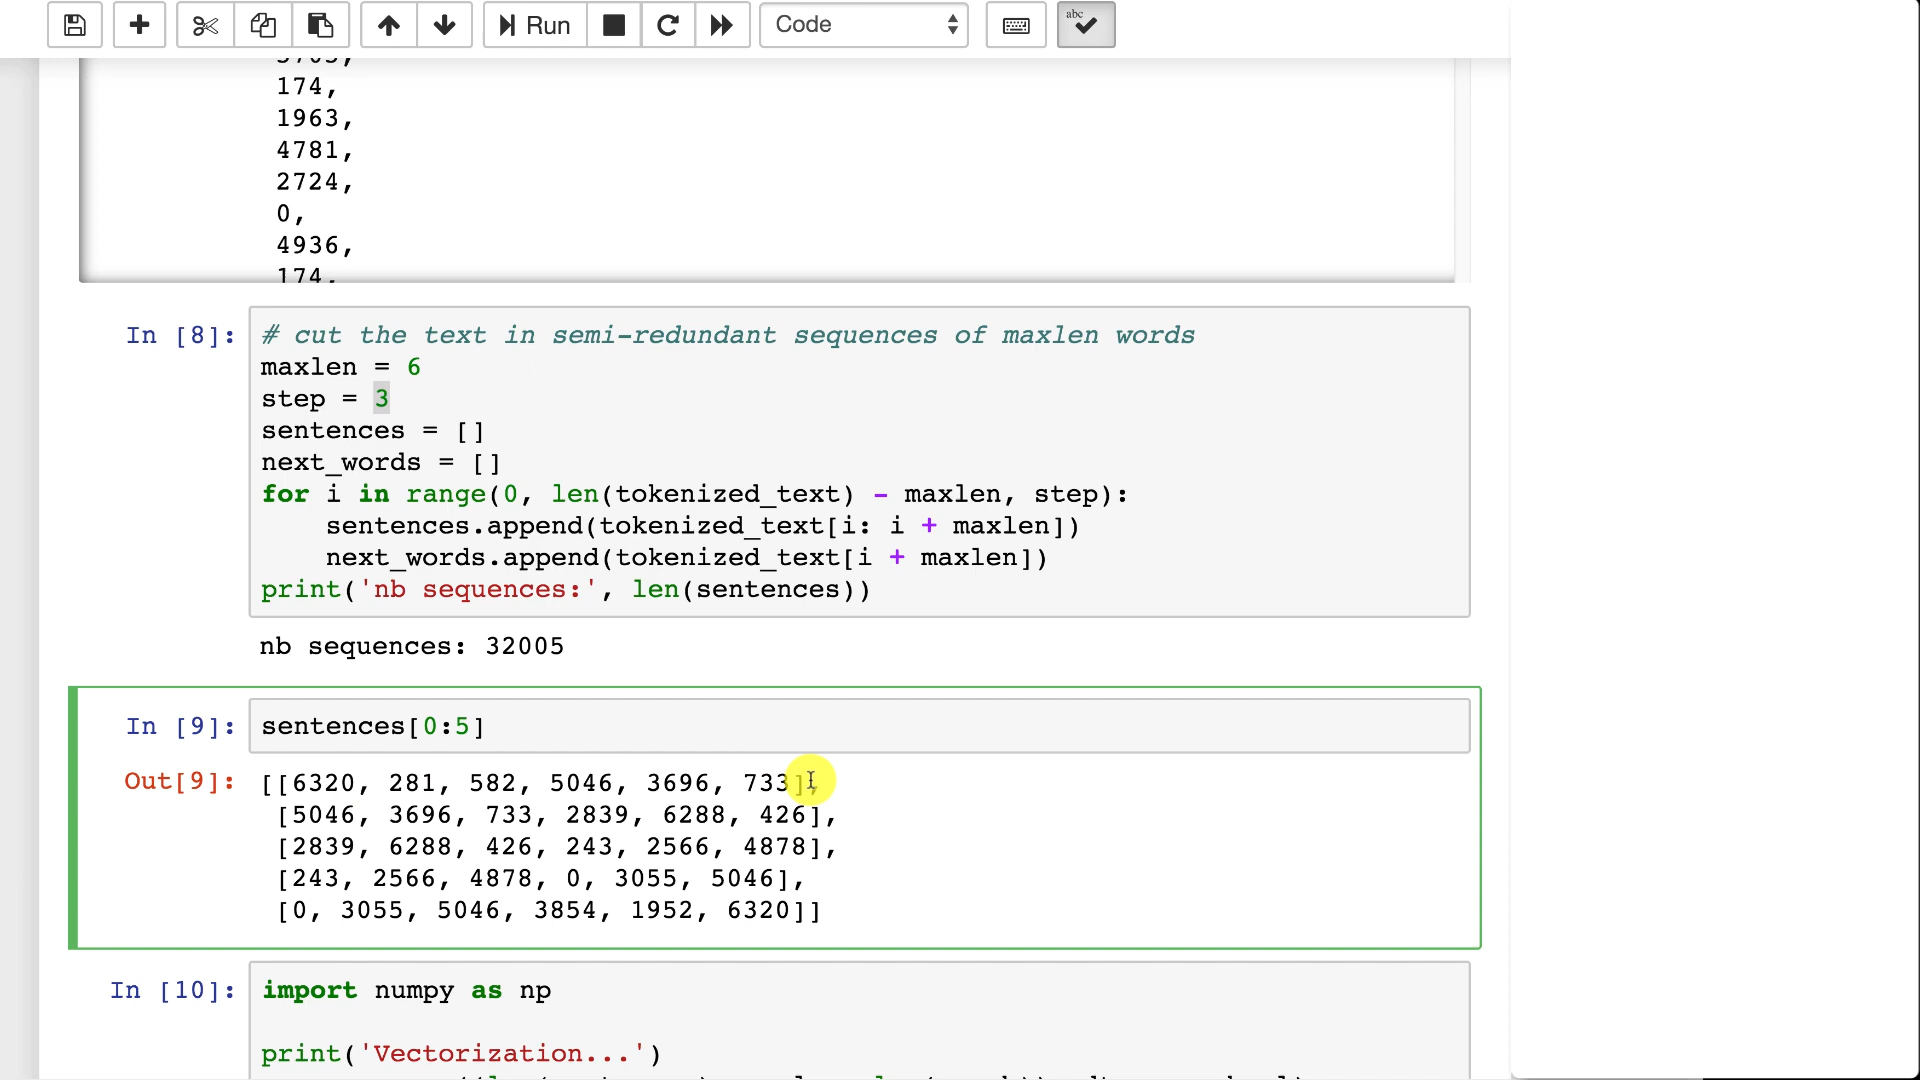 Run
Code
abc
174,
1963,
4781,
2724,
0,
4936,
174,
In [8]:
# cut the text in semi-redundant sequences of maxlen words
maxlen = 6
step = 3
sentences = []
next_words = []
for i in range(0, len(tokenized_text) - maxlen, step):
    sentences.append(tokenized_text[i: i + maxlen])
    next_words.append(tokenized_text[i + maxlen])
print('nb sequences:', len(sentences))
nb sequences: 32005
In [9]: sentences[0:5]
Out[9]: [[6320, 281, 582, 5046, 3696, 733],
[5046, 3696, 733, 2839, 6288, 426],
[2839, 6288, 426, 243, 2566, 4878],
[243, 2566, 4878, 0, 3055, 5046],
[0, 3055, 5046, 3854, 1952, 6320]]
In [10]: import numpy as np
print('Vectorization...')